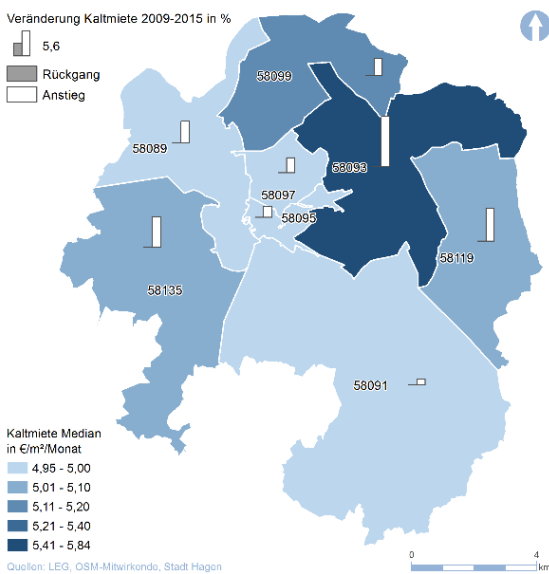 Veränderung Kaltmiete 2009-2015 in %
5,6
Rückgang
Anstieg
58099
58089
58093
58097
58095
58119
58135
58091
Kaltmiete Median
in €/m²/Monat
4,95 - 5,00
5,01 - 5,10
5,11 - 5,20
5,21 - 5,40
5,41 - 5,84
Quellen: LEG, OSM-Mitwirkende, Stadt Hagen
0 4
km